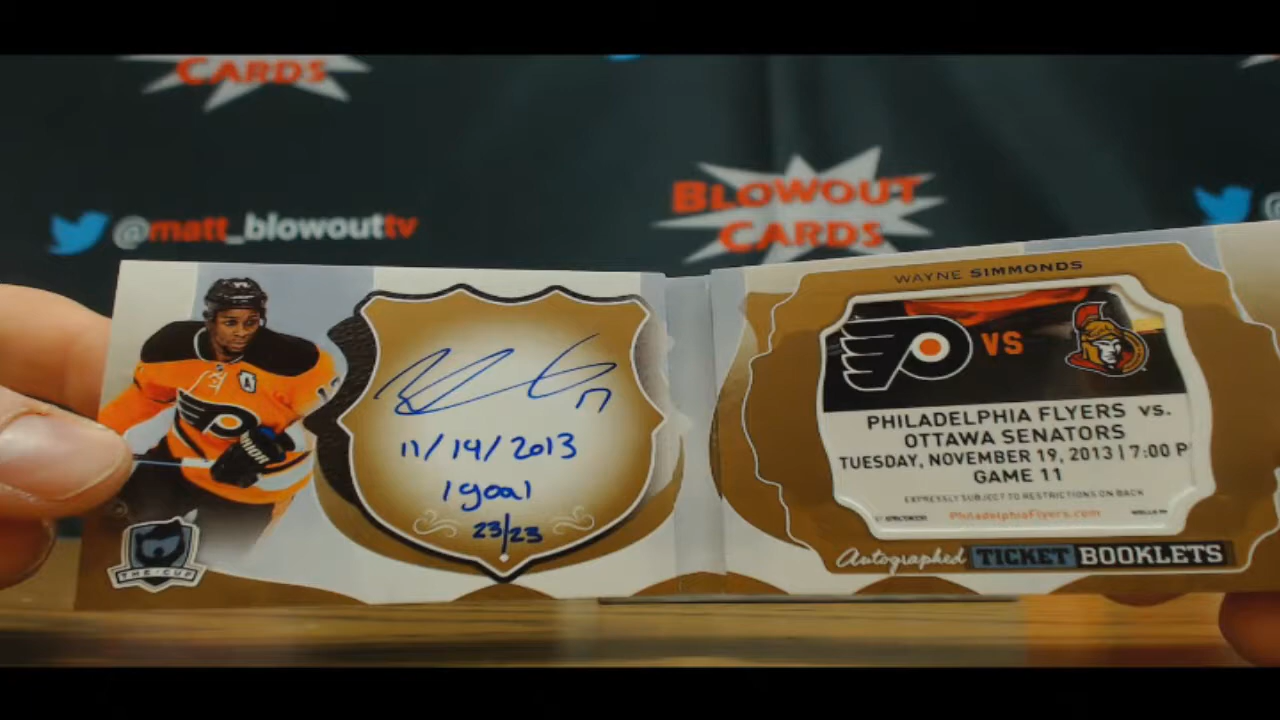 CARDS
BLOWOUT
CARDS
@matt_blowouttv
@
WAYNE SIMMONDS
VS
PHILADELPHIA FLYERS vs.
OTTAWA SENATORS
TUESDAY, NOVEMBER 19, 2013 | 7:00 P
GAME 11
EXPRESSLY SUBJECT TO RESTRICTIONS ON BACK
PhiladelphiaFlyers.com
Autographed TICKET BOOKLETS
17
11/14/2013
1 goal
23/23
A
THE CUP